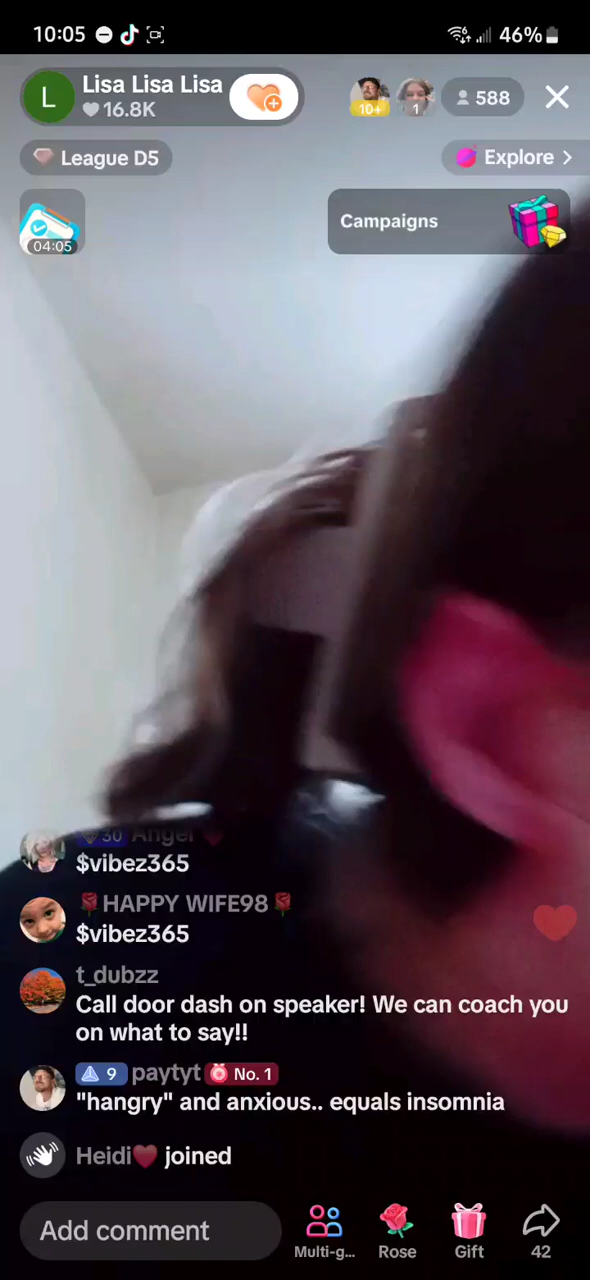 10:05
46%
L
Lisa Lisa Lisa
16.8K
10+
1
588
League D5
Explore >
04:05
Campaigns
30 Angel
$vibez365
HAPPY WIFE98
$vibez365
t_dubzz
Call door dash on speaker! We can coach you
on what to say!!
9 paytyt No. 1
"hangry" and anxious.. equals insomnia
Heidi joined
Add comment
Multi-g...
Rose
Gift
42